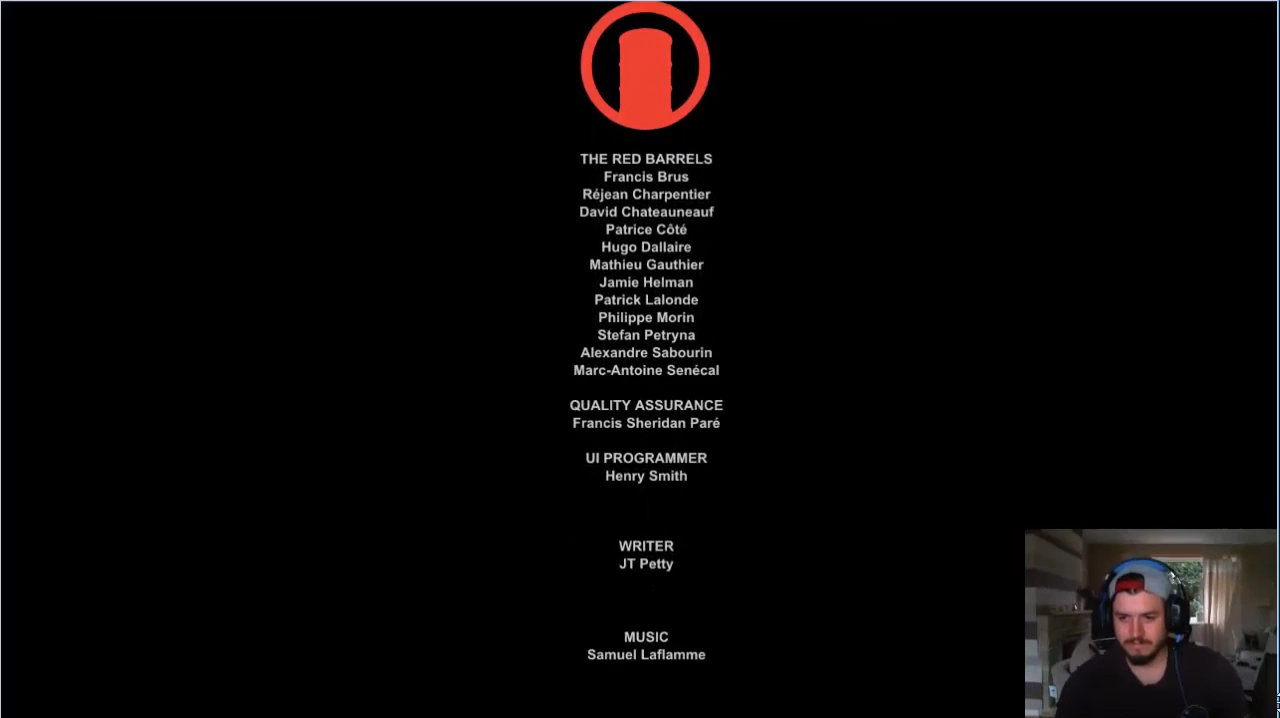 THE RED BARRELS
Francis Brus
Réjean Charpentier
David Chateauneuf
Patrice Côté
Hugo Dallaire
Mathieu Gauthier
Jamie Helman
Patrick Lalonde
Philippe Morin
Stefan Petryna
Alexandre Sabourin
Marc-Antoine Senécal
QUALITY ASSURANCE
Francis Sheridan Paré
UI PROGRAMMER
Henry Smith
WRITER
JT Petty
MUSIC
Samuel Laflamme